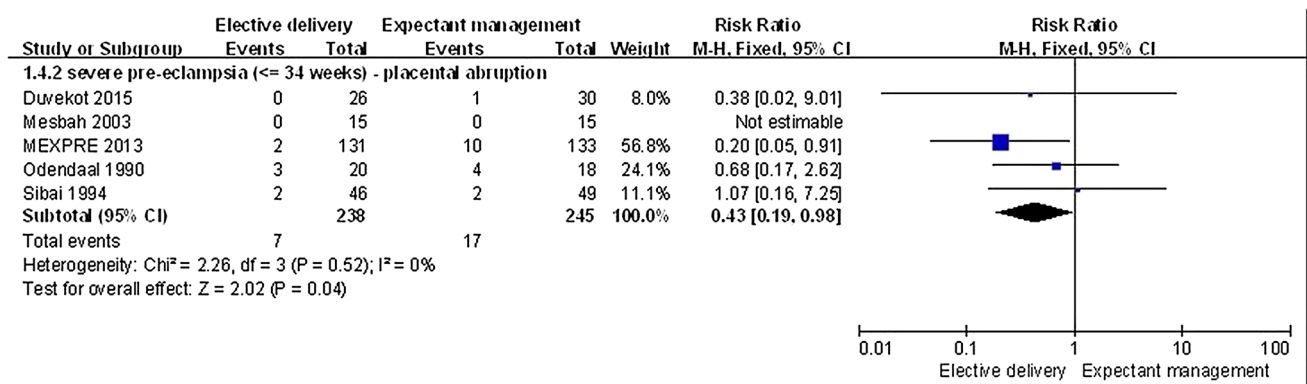 Elective delivery Expectant management Risk Ratio Risk Ratio
Study or Subgroup Events Total Events Total Weight M-H, Fixed, 95% CI M-H, Fixed, 95% CI
1.4.2 severe pre-eclampsia (<= 34 weeks) - placental abruption
Duvekot 2015 0 26 1 30 8.0% 0.38 [0.02, 9.01]
Mesbah 2003 0 15 0 15 Not estimable
MEXPRE 2013 2 131 10 133 56.8% 0.20 [0.05, 0.91]
Odendaal 1990 3 20 4 18 24.1% 0.68 [0.17, 2.62]
Sibai 1994 2 46 2 49 11.1% 1.07 [0.16, 7.25]
Subtotal (95% CI) 238 245 100.0% 0.43 [0.19, 0.98]
Total events 7 17
Heterogeneity: Chi² = 2.26, df = 3 (P = 0.52); I² = 0%
Test for overall effect: Z = 2.02 (P = 0.04)
0.01 0.1 1 10 100
Elective delivery Expectant management